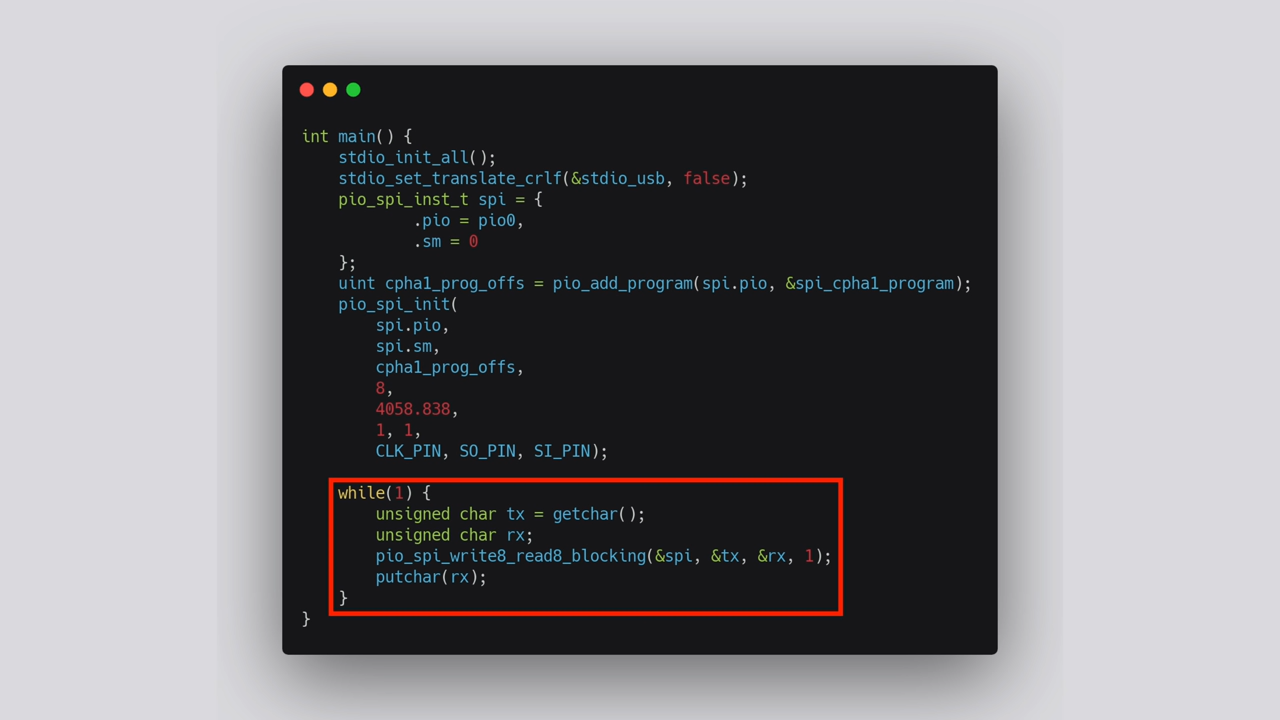 int main() {
    stdio_init_all();
    stdio_set_translate_crlf(&stdio_usb, false);
    pio_spi_inst_t spi = {
            .pio = pio0,
            .sm = 0
    };
    uint cpha1_prog_offs = pio_add_program(spi.pio, &spi_cpha1_program);
    pio_spi_init(
        spi.pio,
        spi.sm,
        cpha1_prog_offs,
        8,
        4058.838,
        1, 1,
        CLK_PIN, SO_PIN, SI_PIN);
    while(1) {
        unsigned char tx = getchar();
        unsigned char rx;
        pio_spi_write8_read8_blocking(&spi, &tx, &rx, 1);
        putchar(rx);
    }
}